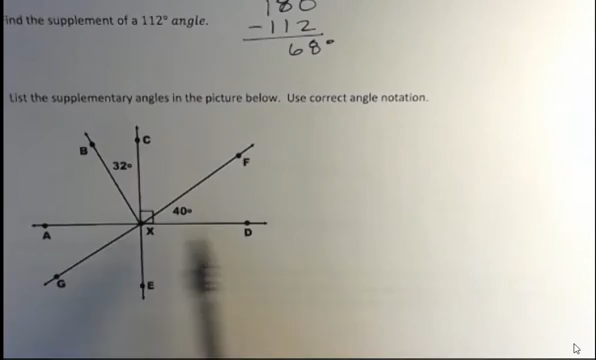 180
ind the supplement of a 112° angle.
-112
68°
List the supplementary angles in the picture below. Use correct angle notation.
C
B
F
32°
40°
A
X
D
G
E